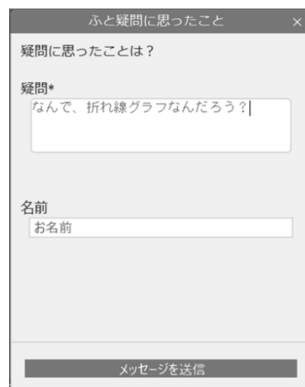 ふと疑問に思ったこと ×
疑問に思ったことは？
疑問*
なんで、折れ線グラフなんだろう？
名前
お名前
メッセージを送信